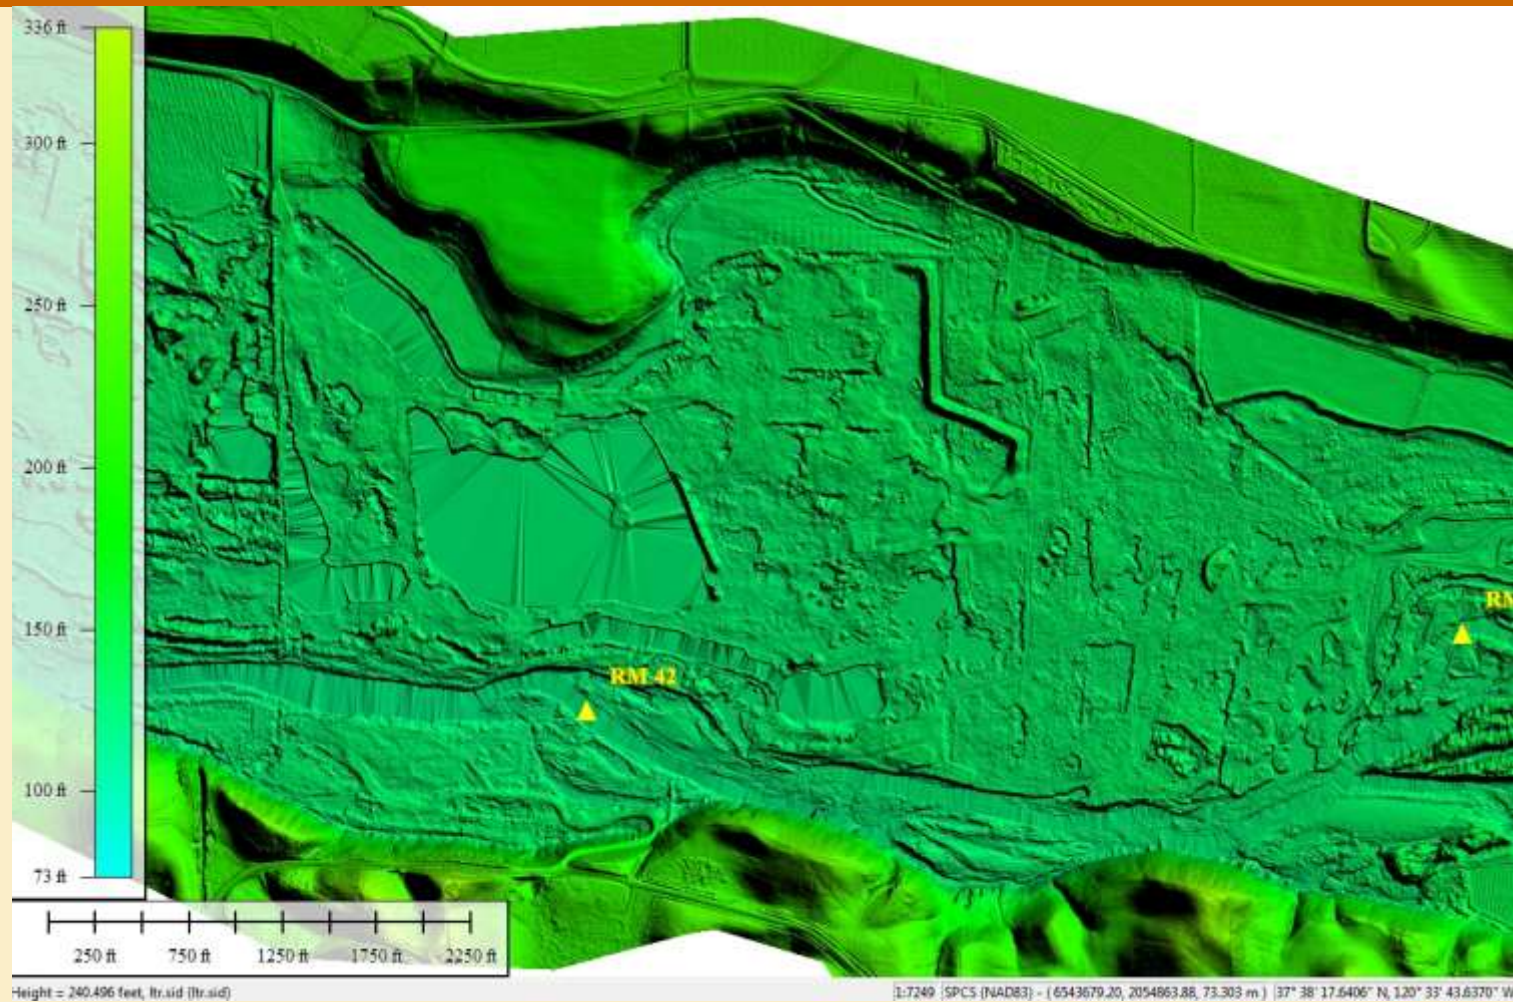 336 ft
300 ft
250 ft
200 ft
150 ft
100 ft
73 ft
RM 42
RM
250 ft 750 ft 1250 ft 1750 ft 2250 ft
Height = 240.496 feet, ltr.sid (ltr.sid)
1:7249 SPCS (NAD83) - ( 6543679.20, 2054863.88, 73.303 m ) 37° 38' 17.6406" N, 120° 33' 43.6370" W